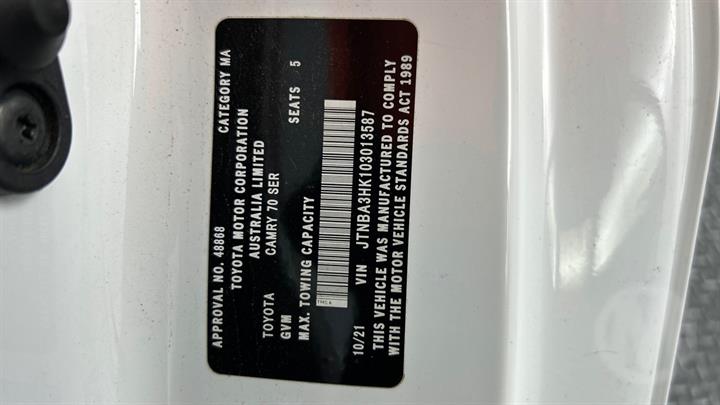 APPROVAL NO. 48868 CATEGORY MA
TOYOTA MOTOR CORPORATION
AUSTRALIA LIMITED
TOYOTA CAMRY 70 SER
GVM SEATS 5
MAX. TOWING CAPACITY
10/21 VIN JTNBA3HK103013587
THIS VEHICLE WAS MANUFACTURED TO COMPLY
WITH THE MOTOR VEHICLE STANDARDS ACT 1989